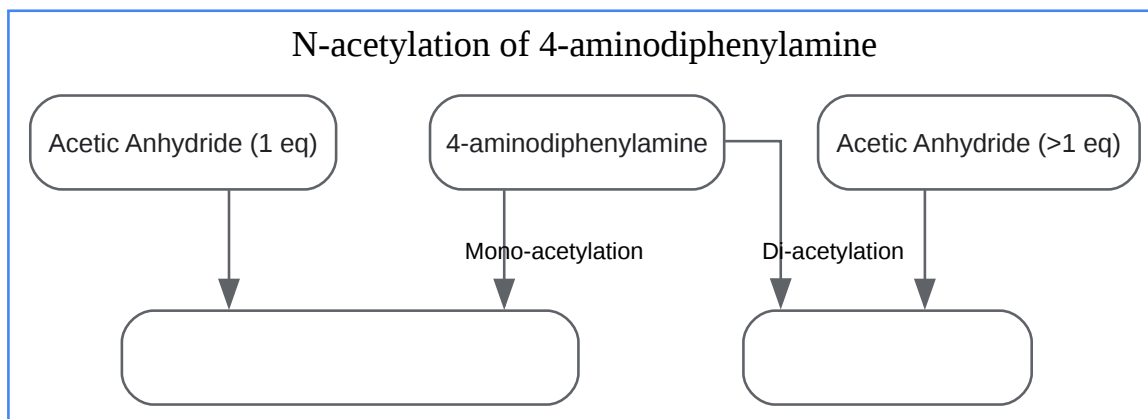 N-acetylation of 4-aminodiphenylamine
Acetic Anhydride (1 eq)
4-aminodiphenylamine
Acetic Anhydride (>1 eq)
Mono-acetylation
Di-acetylation